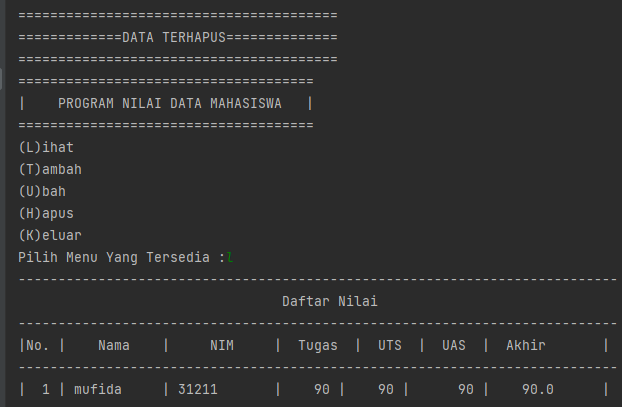 ========================================
=============DATA TERHAPUS==============
========================================
=====================================
|    PROGRAM NILAI DATA MAHASISWA   |
=====================================
(L)ihat
(T)ambah
(U)bah
(H)apus
(K)eluar
Pilih Menu Yang Tersedia :l
---------------------------------------------------------------------------
                                 Daftar Nilai
---------------------------------------------------------------------------
|No. |    Nama    |     NIM     |  Tugas  |  UTS  |  UAS  |  Akhir       |
---------------------------------------------------------------------------
|  1 | mufida     | 31211       |    90 |    90 |      90 |    90.0      |